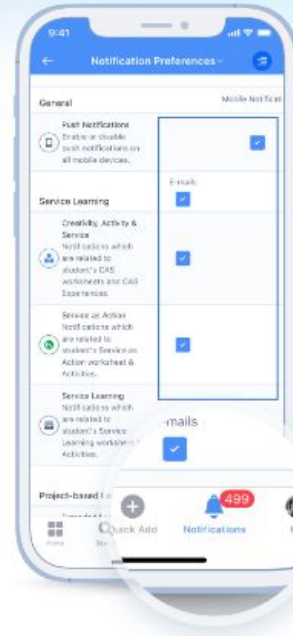 9:41
Notification Preferences
General
Mobile Notificat
Push Notifications
Enable or disable
push notifications on
all mobile devices.
E-mails
Service Learning
Creativity, Activity &
Service
Notifications which
are related to
student's CAS
worksheets and CAS
Experiences.
Service as Action
Notifications which
are related to
student's Service as
Action worksheet &
Activities.
Service Learning
Notifications which
are related to
student's Service
Learning worksheet
Activities.
-mails
Project-based
499
Quick Add
Notifications
Home